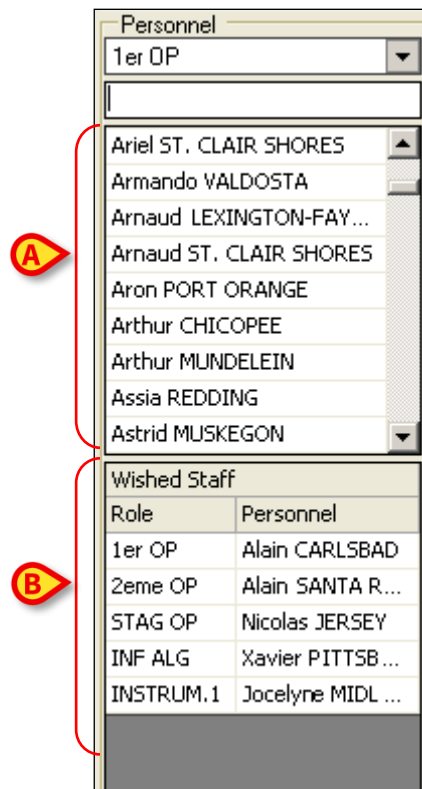 Personnel
1er OP
Ariel ST. CLAIR SHORES
Armando VALDOSTA
Arnaud LEXINGTON-FAY...
A
Arnaud ST. CLAIR SHORES
Aron PORT ORANGE
Arthur CHICOPEE
Arthur MUNDELEIN
Assia REDDING
Astrid MUSKEGON
Wished Staff
Role Personnel
1er OP Alain CARLSBAD
B
2eme OP Alain SANTA R...
STAG OP Nicolas JERSEY
INF ALG Xavier PITTSB...
INSTRUM.1 Jocelyne MIDL ...